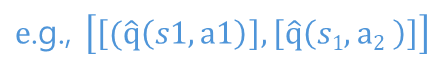 e.g., [[(q̂(s1,a1)],[q̂(s₁,a₂ )]]